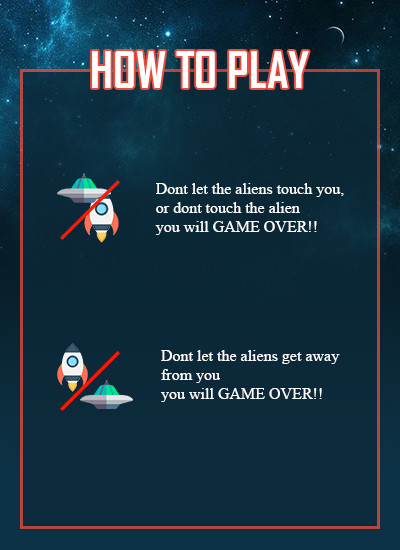 HOW TO PLAY
Dont let the aliens touch you,
or dont touch the alien
you will GAME OVER!!
Dont let the aliens get away
from you
you will GAME OVER!!